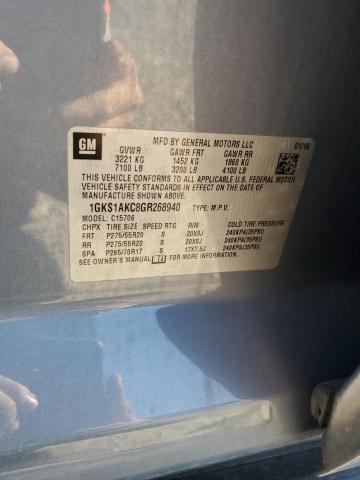 GM
MFD BY GENERAL MOTORS LLC
01/16
GVWR GAWR FRT GAWR RR
3221 KG 1452 KG 1860 KG
7100 LB 3200 LB 4100 LB
THIS VEHICLE CONFORMS TO ALL APPLICABLE U.S. FEDERAL MOTOR
VEHICLE SAFETY, BUMPER, AND THEFT PREVENTION STANDARDS
IN EFFECT ON THE DATE OF MANUFACTURE SHOWN ABOVE.
1GKS1AKC8GR268940 TYPE: M.P.V.
MODEL: C15706
CHPX TIRE SIZE SPEED RTG RIM COLD TIRE PRESSURE
FRT P275/55R20 S 20X9J 240KPA(35PSI)
RR P275/55R20 S 20X9J 240KPA(35PSI)
SPA P265/70R17 S 17X7.5J 240KPA(35PSI)
SEE OWNER'S MANUAL FOR MORE INFORMATION.